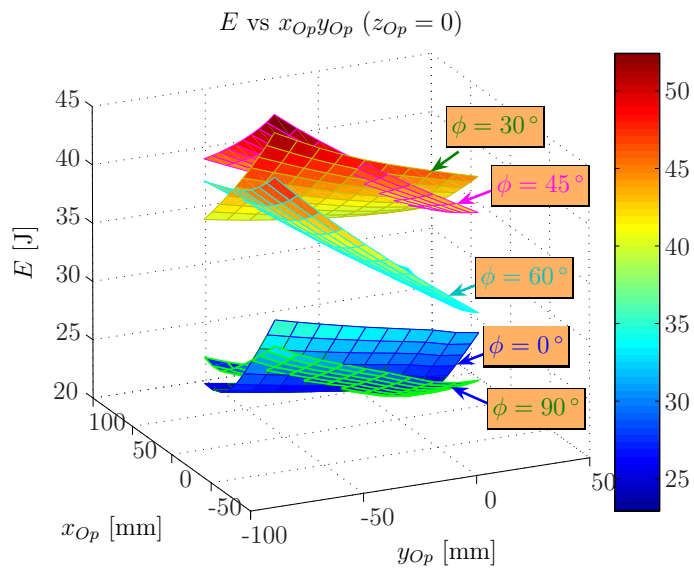 E vs x_{Op}y_{Op} (z_{Op} = 0)
45
40
35
30
25
20
E [J]
100
50
0
-50
-100
x_{Op} [mm]
-50
0
50
y_{Op} [mm]
ϕ = 30°
ϕ = 45°
ϕ = 60°
ϕ = 0°
ϕ = 90°
50
45
40
35
30
25